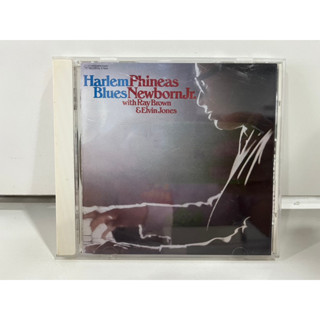 Harlem Phineas
Blues Newborn Jr.
with Ray Brown
& Elvin Jones